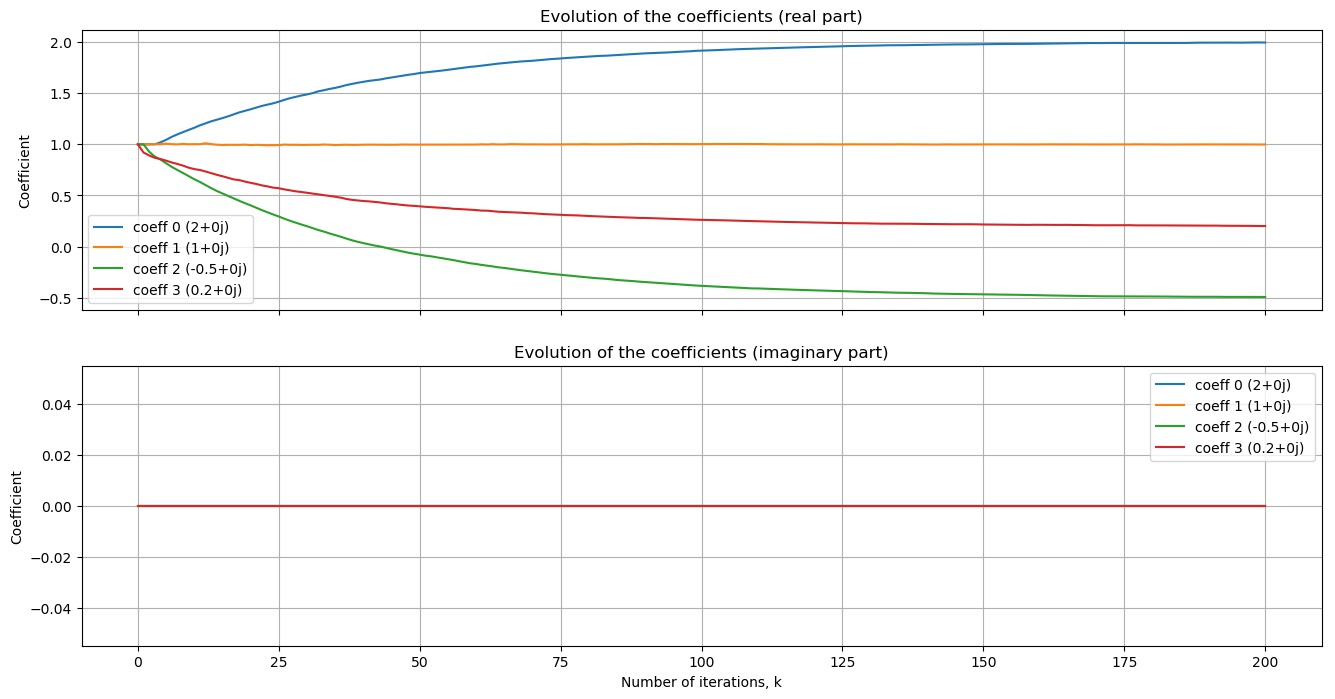 Evolution of the coefficients (real part)
Coefficient
2.0
1.5
1.0
0.5
0.0
−0.5
coeff 0 (2+0j)
coeff 1 (1+0j)
coeff 2 (-0.5+0j)
coeff 3 (0.2+0j)
Evolution of the coefficients (imaginary part)
Coefficient
0.04
0.02
0.00
−0.02
−0.04
coeff 0 (2+0j)
coeff 1 (1+0j)
coeff 2 (-0.5+0j)
coeff 3 (0.2+0j)
0 25 50 75 100 125 150 175 200
Number of iterations, k